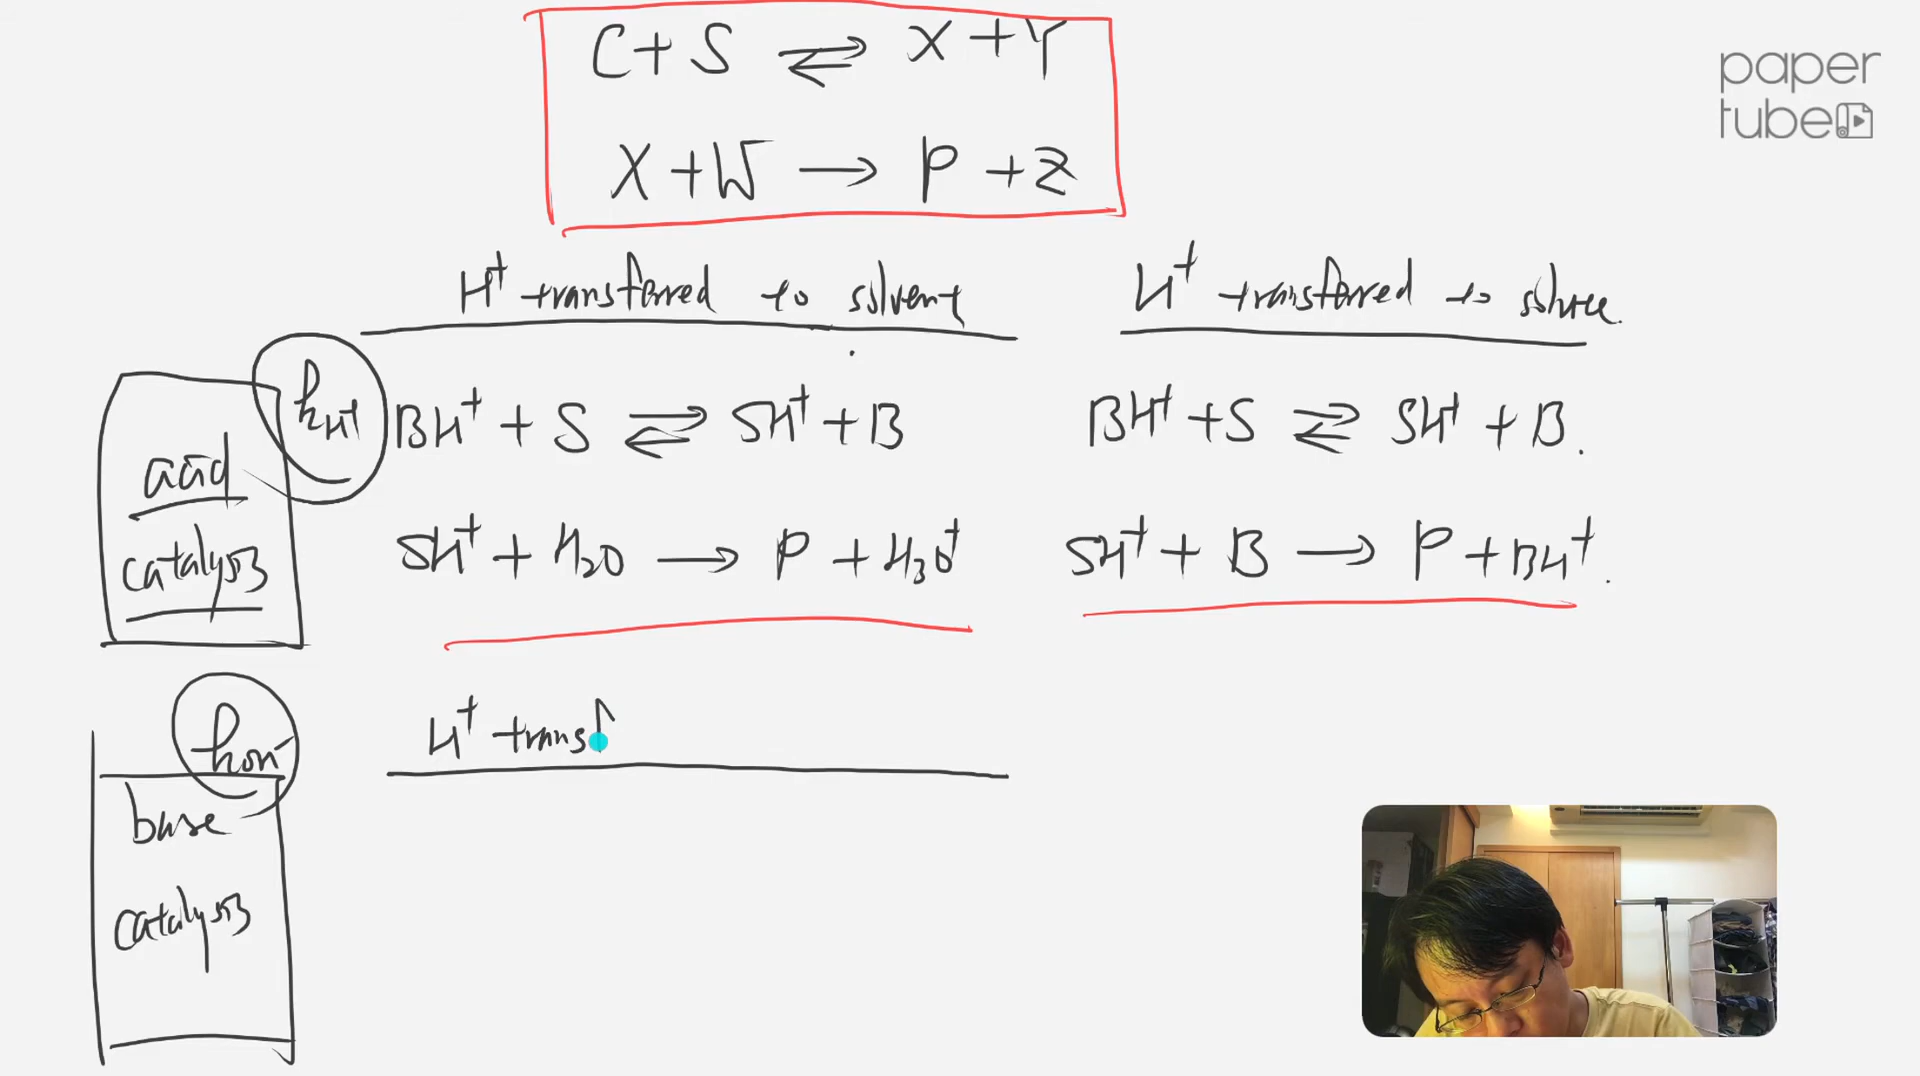 C + S ⇌ X + Y
paper
tube
X + W → P + Z
H⁺ transferred to solvent
H⁺ transferred to solute.
k_H⁺
BH⁺ + S ⇌ SH⁺ + B
BH⁺ + S ⇌ SH⁺ + B.
acid
catalysis
SH⁺ + H₂O → P + H₃O⁺
SH⁺ + B → P + BH⁺.
k_OH⁻
H⁺ transf
base
catalysis